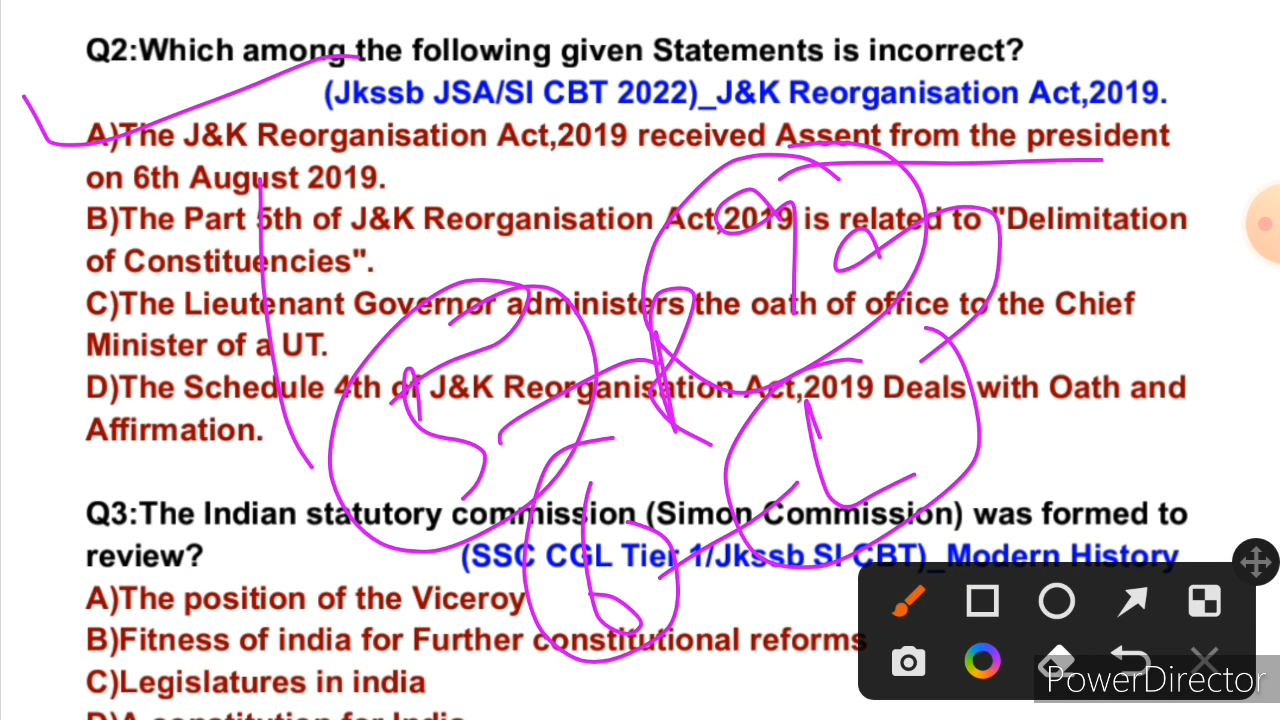 Q2:Which among the following given Statements is incorrect?
(Jkssb JSA/SI CBT 2022)_J&K Reorganisation Act,2019.
A)The J&K Reorganisation Act,2019 received Assent from the president
on 6th August 2019.
B)The Part 5th of J&K Reorganisation Act,2019 is related to "Delimitation
of Constituencies".
C)The Lieutenant Governor administers the oath of office to the Chief
Minister of a UT.
D)The Schedule 4th of J&K Reorganisation Act,2019 Deals with Oath and
Affirmation.
Q3:The Indian statutory commission (Simon Commission) was formed to
review?
(SSC CGL Tier 1/Jkssb SI CBT)_Modern History
A)The position of the Viceroy
B)Fitness of india for Further constitutional reforms
C)Legislatures in india
D)A constitution for India
PowerDirector